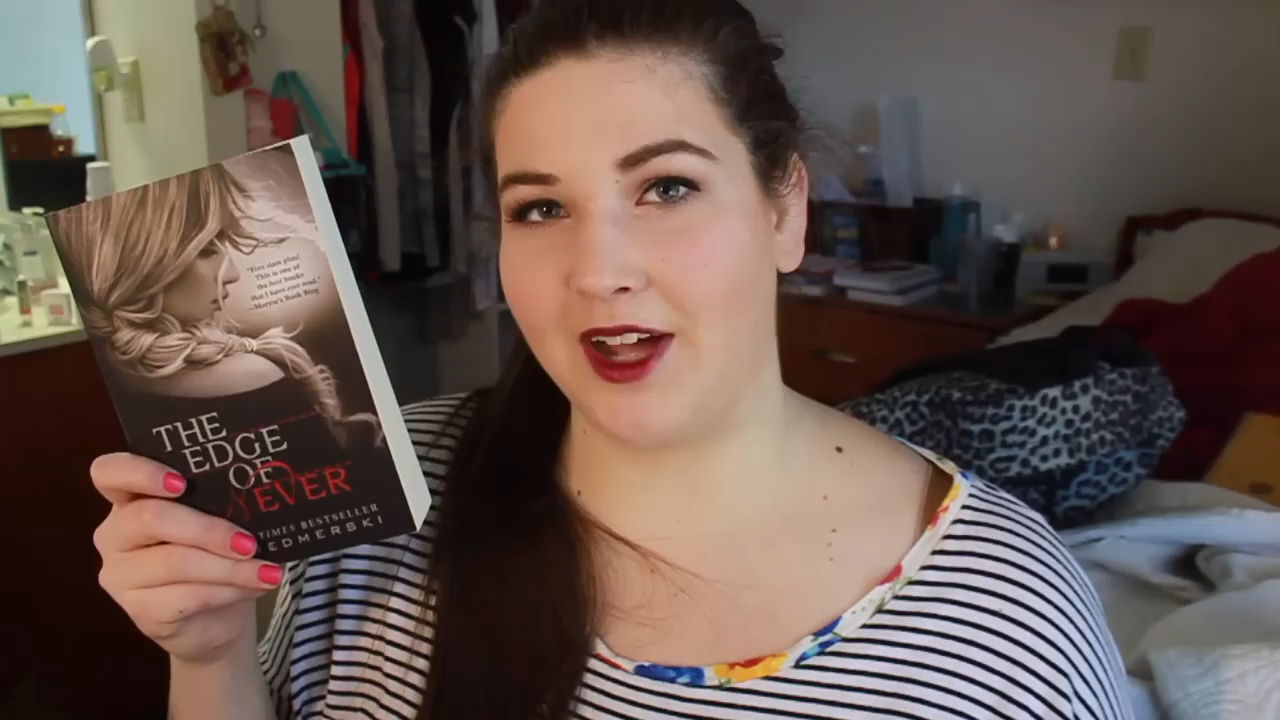 "Five stars plus!
This is one of
the best books
that I have ever read."
—Maryse's Book Blog
THE
EDGE
OF
NEVER
TIMES BESTSELLER
EDMERSKI